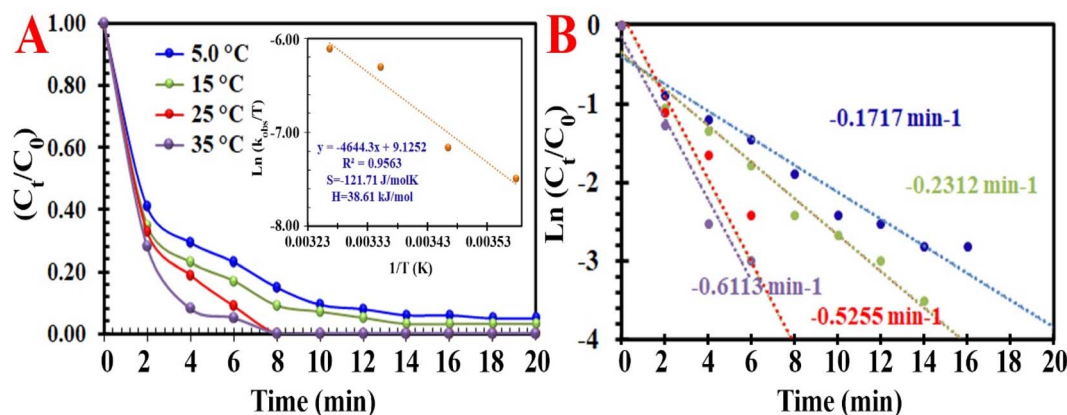 A
(Ct/C0)
1.00
0.80
0.60
0.40
0.20
0.00
5.0 °C
15 °C
25 °C
35 °C
Ln (kobs/T)
-6.00
-7.00
-8.00
y = -4644.3x + 9.1252
R² = 0.9563
S=-121.71 J/molK
H=38.61 kJ/mol
0.00323 0.00333 0.00343 0.00353
1/T (K)
0 2 4 6 8 10 12 14 16 18 20
Time (min)
B
Ln (Ct/C0)
-0
-1
-2
-3
-4
-0.1717 min-1
-0.2312 min-1
-0.6113 min-1
-0.5255 min-1
0 2 4 6 8 10 12 14 16 18 20
Time (min)